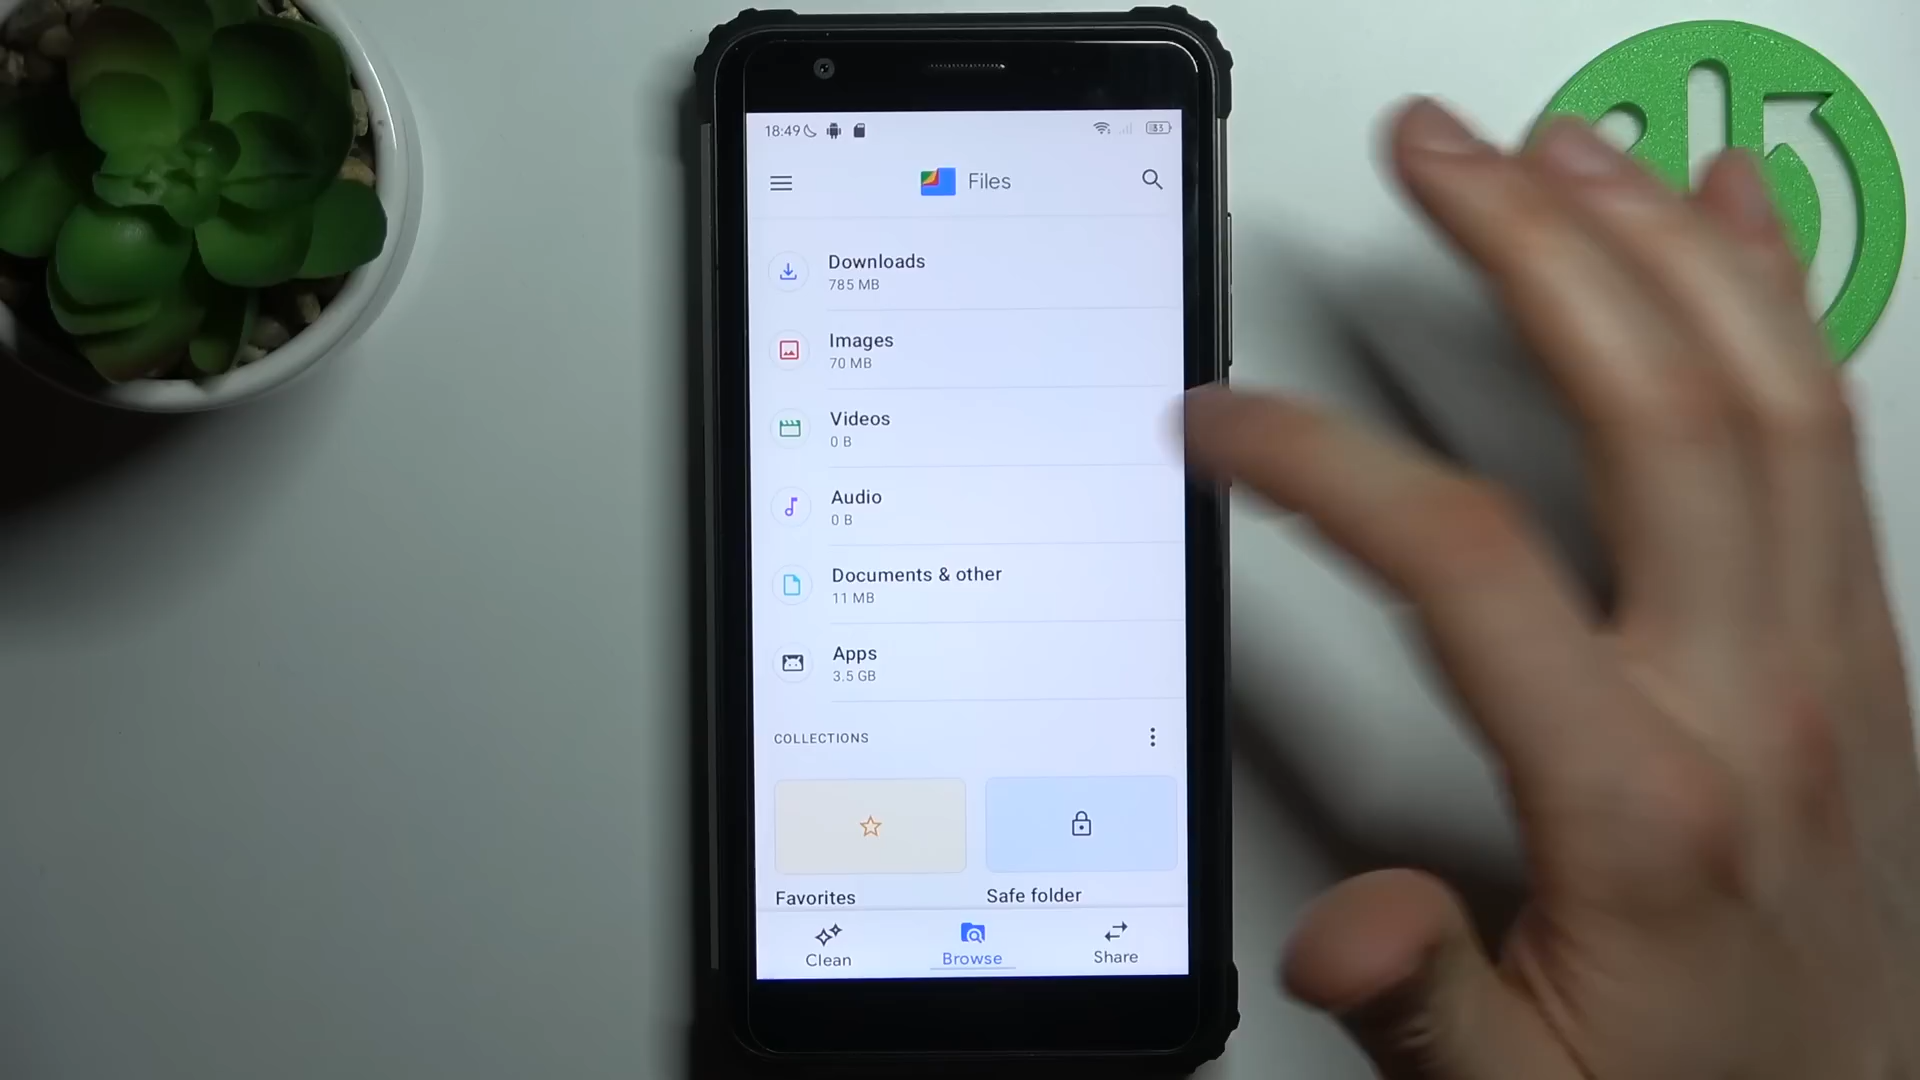 18:49
83
Files
Downloads
785 MB
Images
70 MB
Videos
0 B
Audio
0 B
Documents & other
11 MB
Apps
3.5 GB
COLLECTIONS
Favorites
Safe folder
Clean
Browse
Share